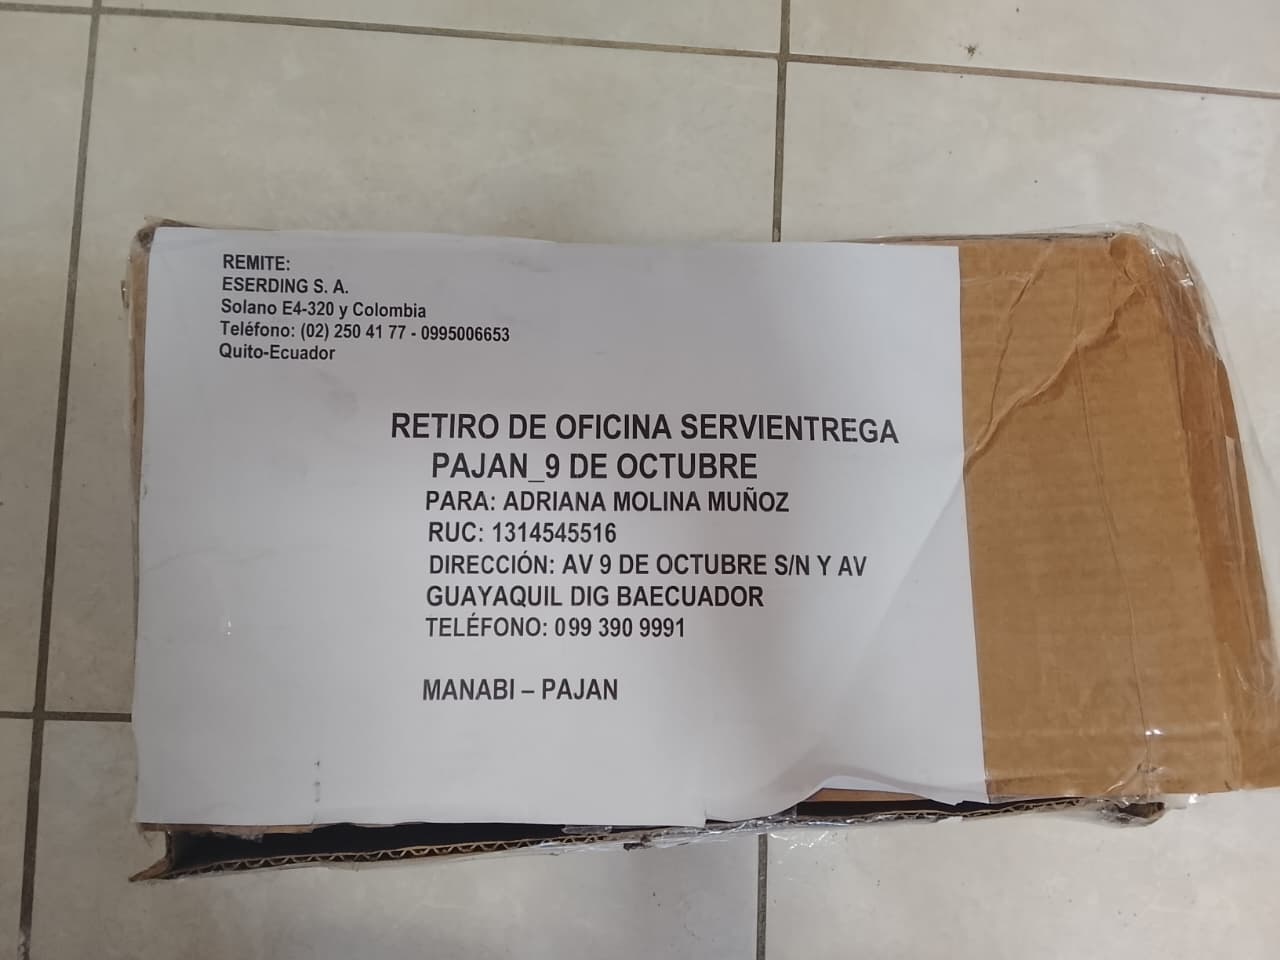 REMITE:
ESERDING S. A.
Solano E4-320 y Colombia
Teléfono: (02) 250 41 77 - 0995006653
Quito-Ecuador
RETIRO DE OFICINA SERVIENTREGA
PAJAN_9 DE OCTUBRE
PARA: ADRIANA MOLINA MUÑOZ
RUC: 1314545516
DIRECCIÓN: AV 9 DE OCTUBRE S/N Y AV
GUAYAQUIL DIG BAECUADOR
TELÉFONO: 099 390 9991
MANABI – PAJAN